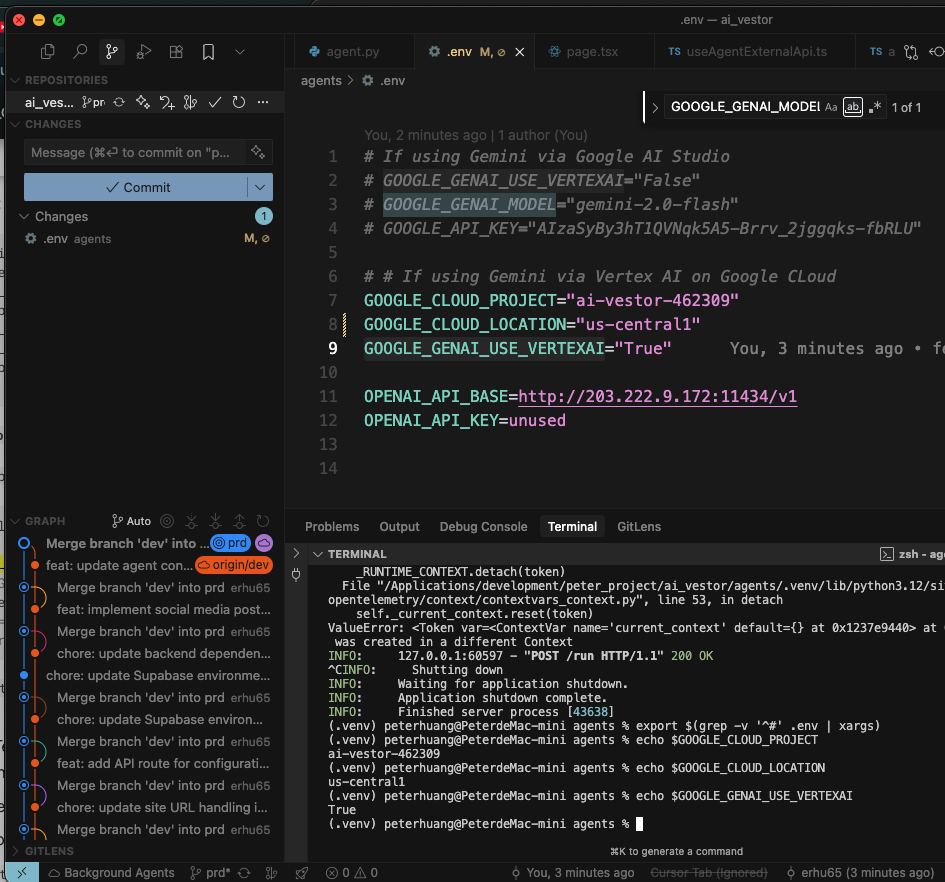 .env — ai_vestor
agent.py
.env M, ⊘
page.tsx
TS useAgentExternalApi.ts
TS a
REPOSITORIES
ai_ves... pr
CHANGES
Message (⌘⏎ to commit on "p...
Commit
Changes 1
.env agents M, ⊘
agents > .env
GOOGLE_GENAI_MODEL Aa ab .* 1 of 1
You, 2 minutes ago | 1 author (You)
1 # If using Gemini via Google AI Studio
2 # GOOGLE_GENAI_USE_VERTEXAI="False"
3 # GOOGLE_GENAI_MODEL="gemini-2.0-flash"
4 # GOOGLE_API_KEY="AIzaSyBy3hT1QVNqk5A5-Brrv_2jggqks-fbRLU"
5
6 # # If using Gemini via Vertex AI on Google CLoud
7 GOOGLE_CLOUD_PROJECT="ai-vestor-462309"
8 GOOGLE_CLOUD_LOCATION="us-central1"
9 GOOGLE_GENAI_USE_VERTEXAI="True" You, 3 minutes ago • fe
10
11 OPENAI_API_BASE=http://203.222.9.172:11434/v1
12 OPENAI_API_KEY=unused
13
14
GRAPH Auto
Merge branch 'dev' into ... prd
feat: update agent con... origin/dev
Merge branch 'dev' into prd erhu65
feat: implement social media post...
Merge branch 'dev' into prd erhu65
chore: update backend dependen...
chore: update Supabase environme...
Merge branch 'dev' into prd erhu65
chore: update Supabase environ...
Merge branch 'dev' into prd erhu65
feat: add API route for configurati...
Merge branch 'dev' into prd erhu65
chore: update site URL handling i...
Merge branch 'dev' into prd erhu65
GITLENS
Problems Output Debug Console Terminal GitLens
TERMINAL zsh - age
_RUNTIME_CONTEXT.detach(token)
File "/Applications/development/peter_project/ai_vestor/agents/.venv/lib/python3.12/si
opentelemetry/context/contextvars_context.py", line 53, in detach
self._current_context.reset(token)
ValueError: <Token var=<ContextVar name='current_context' default={} at 0x1237e9440> at
was created in a different Context
INFO: 127.0.0.1:60597 - "POST /run HTTP/1.1" 200 OK
^CINFO: Shutting down
INFO: Waiting for application shutdown.
INFO: Application shutdown complete.
INFO: Finished server process [43638]
(.venv) peterhuang@PeterdeMac-mini agents % export $(grep -v '^#' .env | xargs)
(.venv) peterhuang@PeterdeMac-mini agents % echo $GOOGLE_CLOUD_PROJECT
ai-vestor-462309
(.venv) peterhuang@PeterdeMac-mini agents % echo $GOOGLE_CLOUD_LOCATION
us-central1
(.venv) peterhuang@PeterdeMac-mini agents % echo $GOOGLE_GENAI_USE_VERTEXAI
True
(.venv) peterhuang@PeterdeMac-mini agents %
⌘K to generate a command
Background Agents prd* 0 0 You, 3 minutes ago Cursor Tab (Ignored) erhu65 (3 minutes ago)